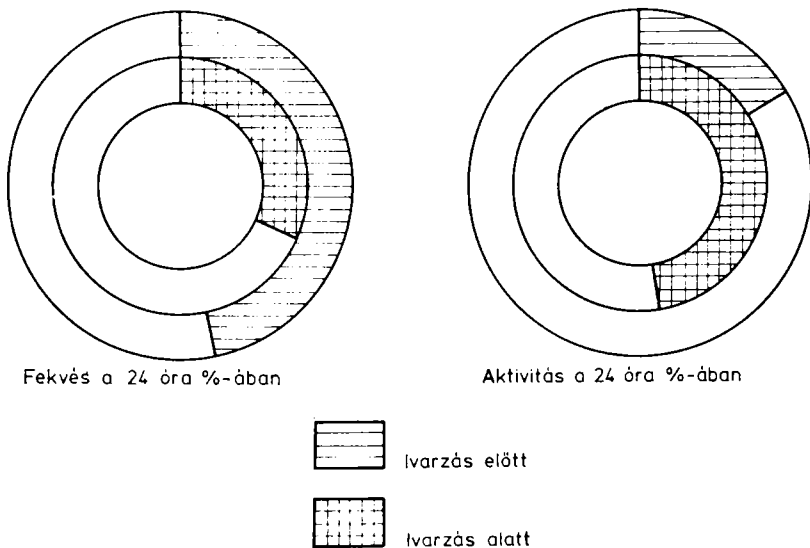 Fekvés a 24 óra %-ában
Aktivitás a 24 óra %-ában
Ivarzás előtt
Ivarzás alatt